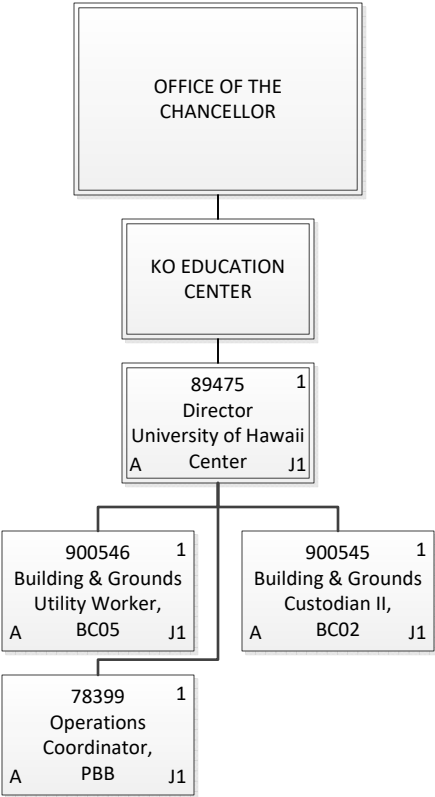 OFFICE OF THE
CHANCELLOR
KO EDUCATION
CENTER
89475 1
Director
University of Hawaii
A Center J1
900546 1
Building & Grounds
Utility Worker,
A BC05 J1
900545 1
Building & Grounds
Custodian II,
A BC02 J1
78399 1
Operations
Coordinator,
A PBB J1